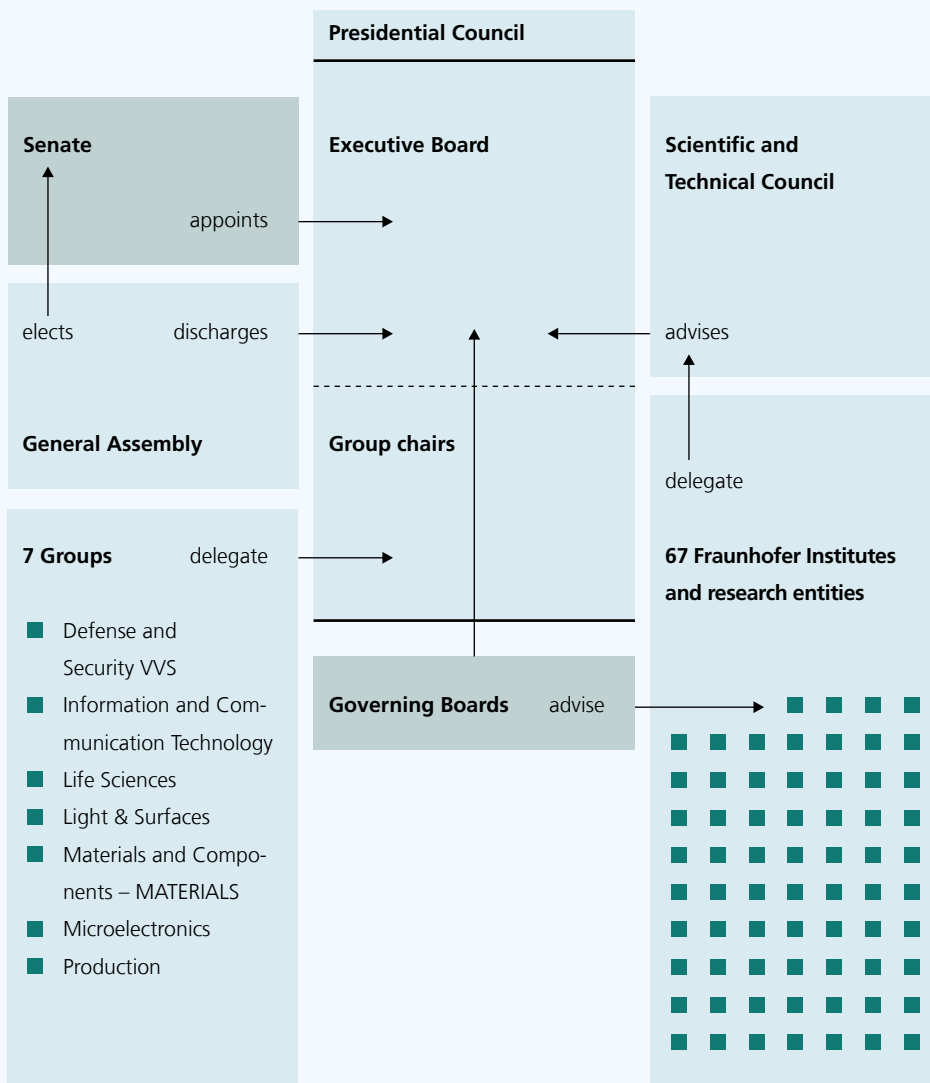 Presidential Council
Senate
appoints
Executive Board
Scientific and
Technical Council
elects
discharges
advises
General Assembly
Group chairs
delegate
7 Groups
delegate
67 Fraunhofer Institutes
and research entities
Defense and
Security VVS
Information and Com-
munication Technology
Life Sciences
Light & Surfaces
Materials and Compo-
nents – MATERIALS
Microelectronics
Production
Governing Boards
advise